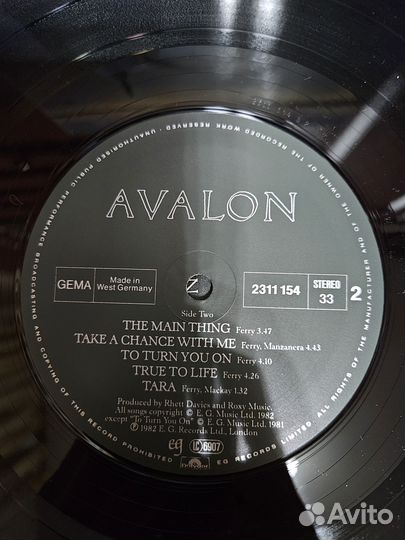 AVALON
GEMA
Made in
West Germany
2311 154
STEREO
33
2
Side Two
THE MAIN THING Ferry 3.47
TAKE A CHANCE WITH ME Ferry, Manzanera 4.43
TO TURN YOU ON Ferry 4.10
TRUE TO LIFE Ferry 4.26
TARA Ferry, Mackay 1.32
Produced by Rhett Davies and Roxy Music.
All songs copyright © E. G. Music Ltd. 1982
except "To Turn You On" © E. G. Music Ltd. 1981
℗ 1982 E. G. Records Ltd., London
EG
LC 6907
polydor
EG RECORDS LIMITED. ALL RIGHTS OF THE MANUFACTURER AND OF THE OWNER OF THE RECORDED WORK RESERVED · UNAUTHORISED PUBLIC PERFORMANCE BROADCASTING AND COPYING OF THIS RECORD PROHIBITED
Avito